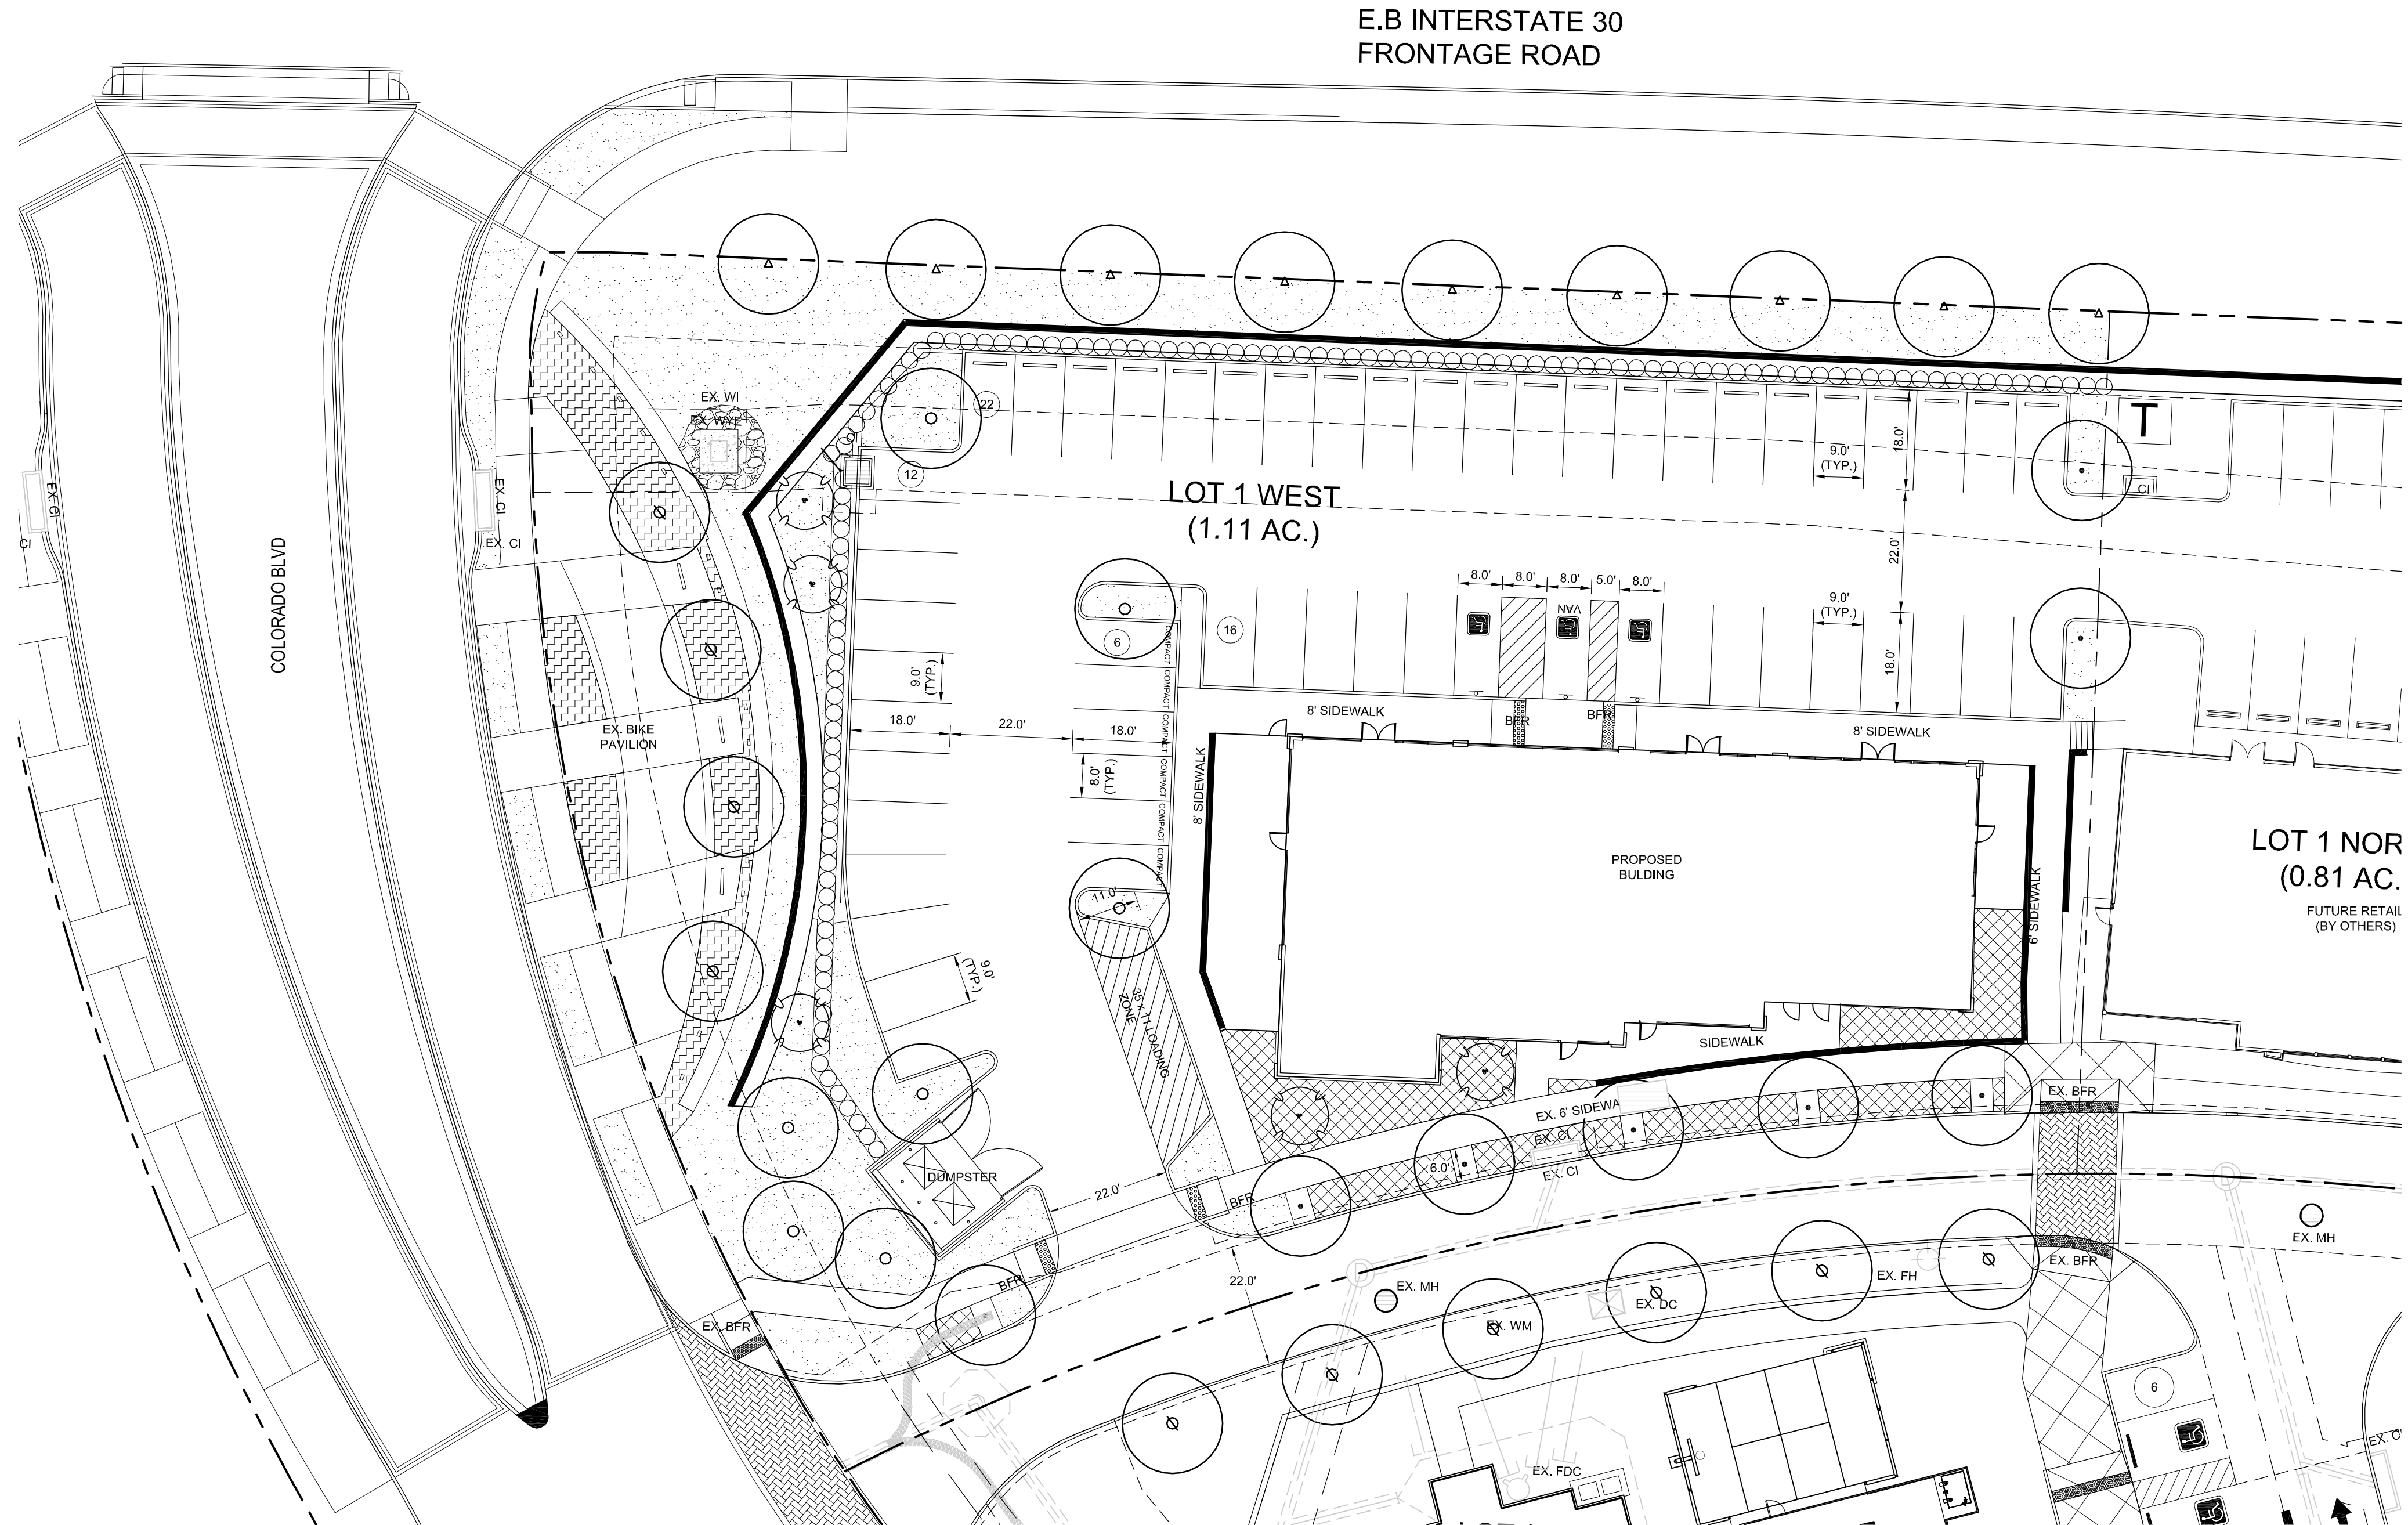 E.B INTERSTATE 30
FRONTAGE ROAD
EX. WI
EX. WYE
22
12
LOT 1 WEST
(1.11 AC.)
9.0'
(TYP.)
18.0'
22.0'
T
CI
CI
EX. CI
EX. CI
EX. CI
COLORADO BLVD
8.0'
8.0'
8.0'
5.0'
8.0'
VAN
9.0'
(TYP.)
18.0'
6
16
COMPACT
COMPACT
COMPACT
COMPACT
COMPACT
COMPACT
9.0'
(TYP.)
18.0'
22.0'
18.0'
8.0'
(TYP.)
EX. BIKE
PAVILION
8' SIDEWALK
BFR
BFR
8' SIDEWALK
8' SIDEWALK
PROPOSED
BULDING
LOT 1 NOR
(0.81 AC.
FUTURE RETAIL
(BY OTHERS)
6' SIDEWALK
11.0'
9.0'
(TYP.)
35 x 11 LOADING
ZONE
SIDEWALK
EX. 6' SIDEWA
EX. CI
EX. CI
6.0'
EX. BFR
DUMPSTER
22.0'
BFR
BFR
22.0'
EX. MH
EX. MH
EX. BFR
EX. FH
EX. DC
EX. WM
EX. BFR
6
EX. FDC
EX. C